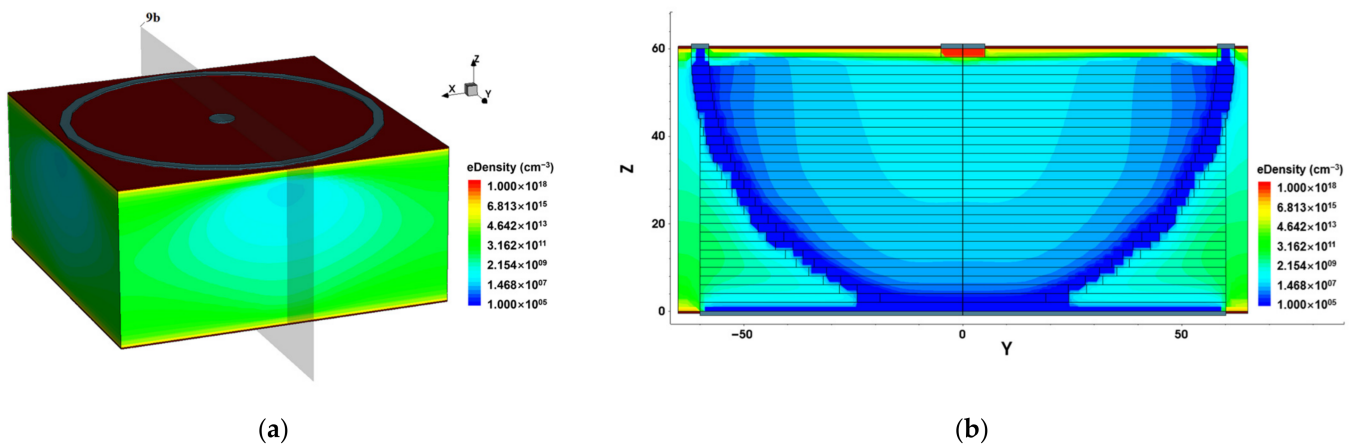 9b
Z
X
Y
eDensity (cm⁻³)
1.000×10¹⁸
6.813×10¹⁵
4.642×10¹³
3.162×10¹¹
2.154×10⁰⁹
1.468×10⁰⁷
1.000×10⁰⁵
(a)
60
40
20
0
Z
−50
0
50
Y
eDensity (cm⁻³)
1.000×10¹⁸
6.813×10¹⁵
4.642×10¹³
3.162×10¹¹
2.154×10⁰⁹
1.468×10⁰⁷
1.000×10⁰⁵
(b)